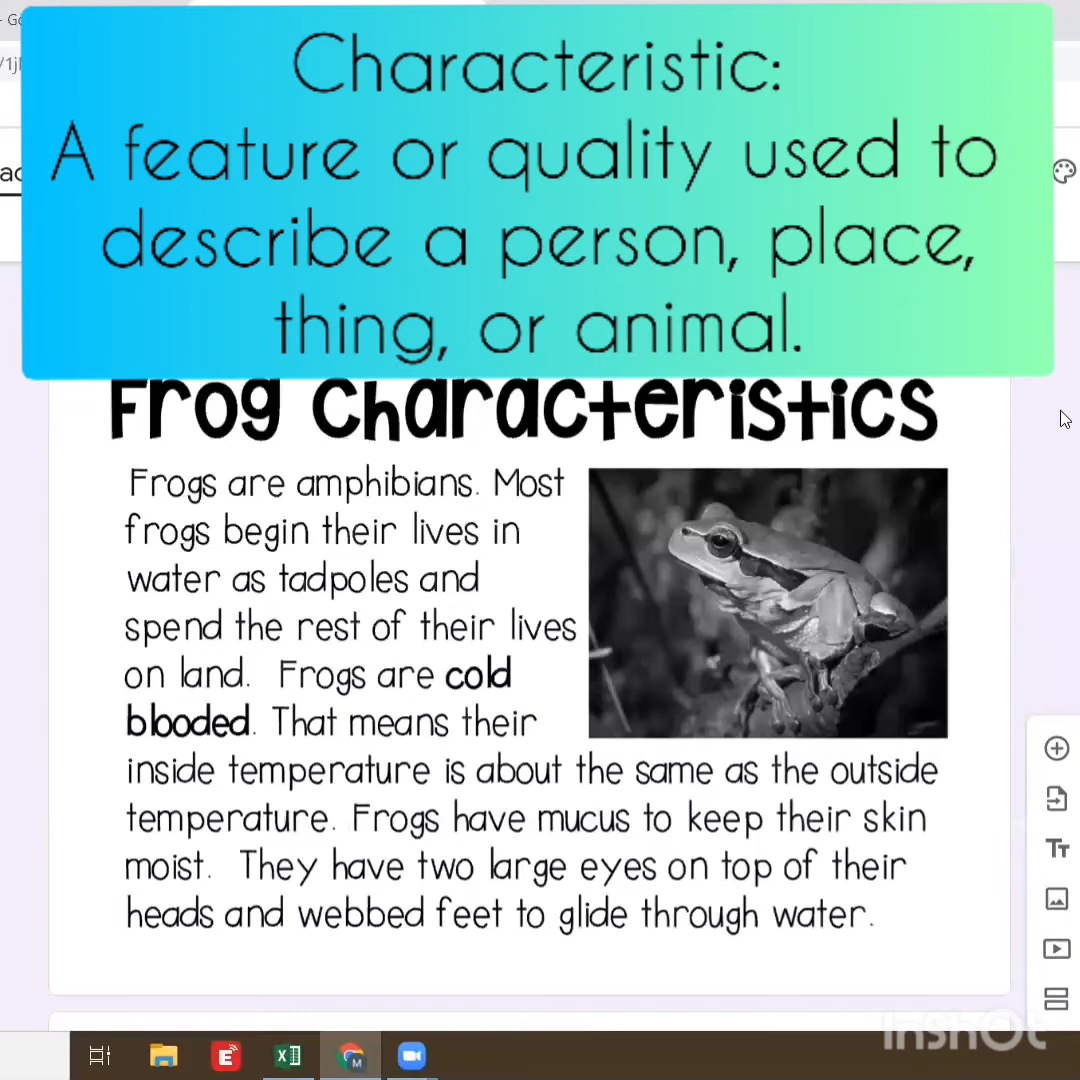 Characteristic:
A feature or quality used to
describe a person, place,
thing, or animal.
Frog Characteristics
Frogs are amphibians. Most
frogs begin their lives in
water as tadpoles and
spend the rest of their lives
on land. Frogs are cold
blooded. That means their
inside temperature is about the same as the outside
temperature. Frogs have mucus to keep their skin
moist. They have two large eyes on top of their
heads and webbed feet to glide through water.
InShOt